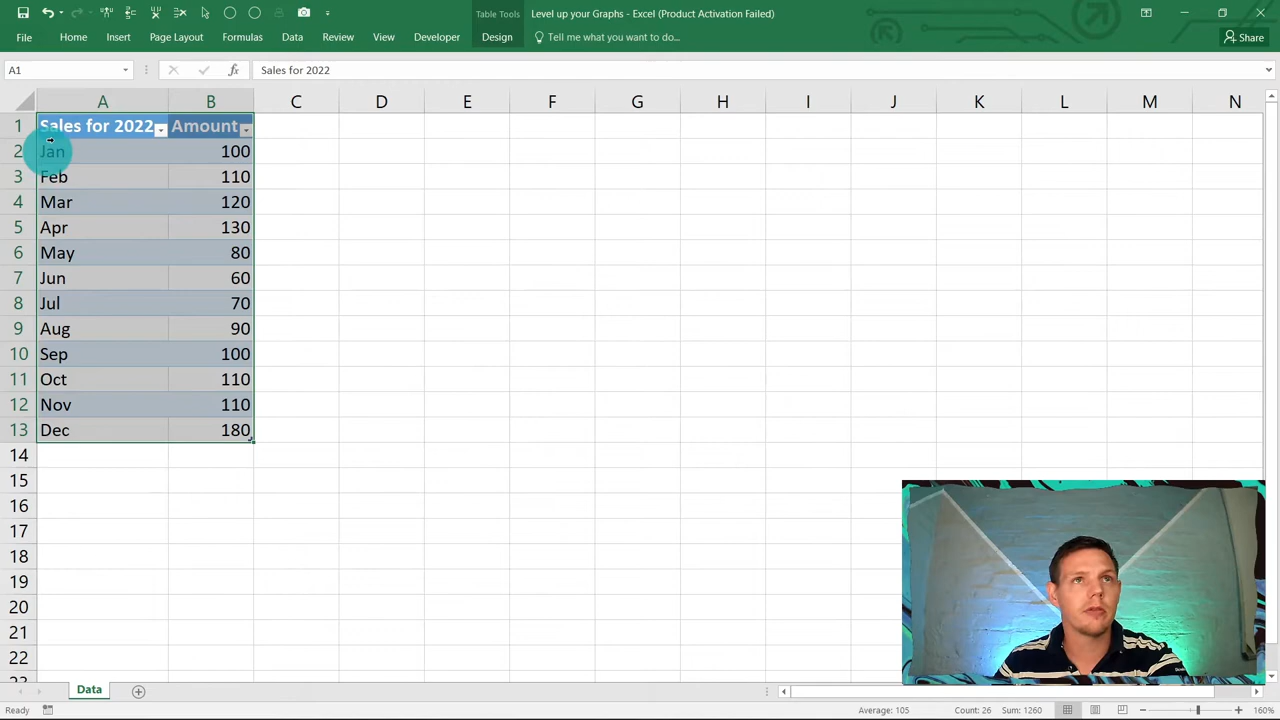 Table Tools
Level up your Graphs - Excel (Product Activation Failed)
File
Home
Insert
Page Layout
Formulas
Data
Review
View
Developer
Design
Tell me what you want to do...
Share
A1
fx
Sales for 2022
A B C D E F G H I J K L M N
1 Sales for 2022 Amount
2 Jan 100
3 Feb 110
4 Mar 120
5 Apr 130
6 May 80
7 Jun 60
8 Jul 70
9 Aug 90
10 Sep 100
11 Oct 110
12 Nov 110
13 Dec 180
14
15
16
17
18
19
20
21
22
Data
Ready
Average: 105
Count: 26
Sum: 1260
160%